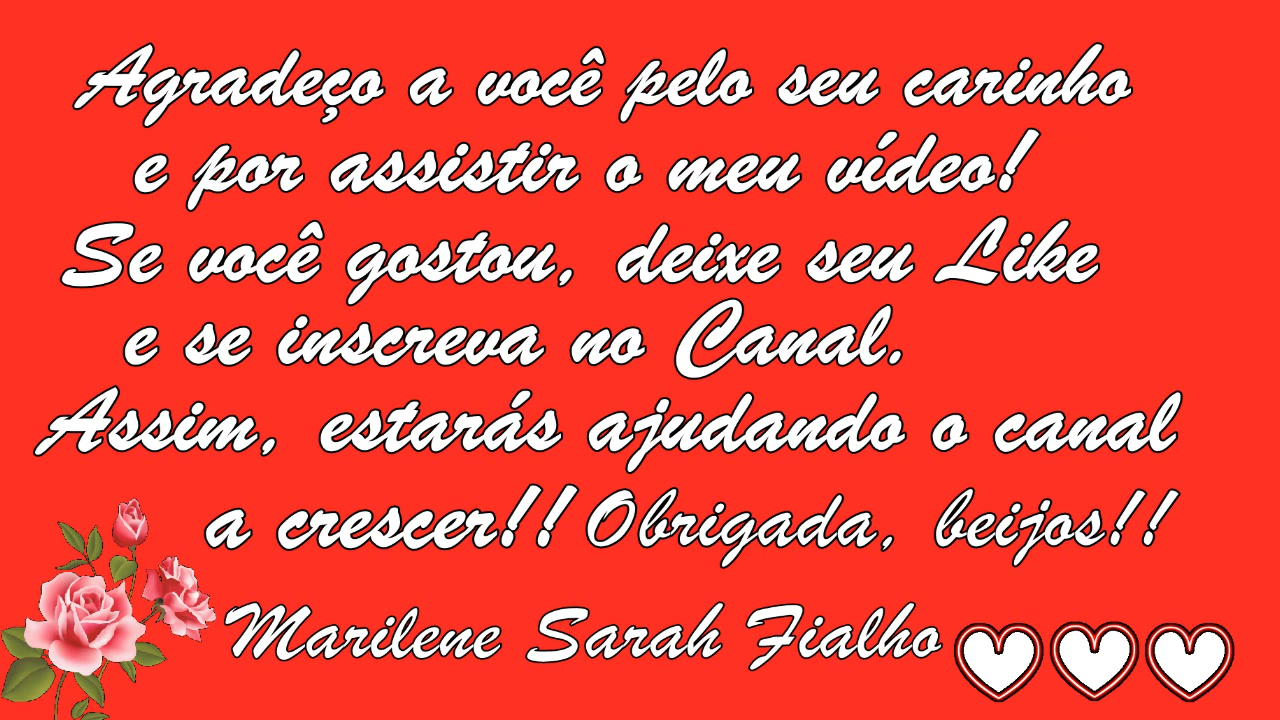 Agradeço a você pelo seu carinho
e por assistir o meu vídeo!
Se você gostou, deixe seu Like
e se inscreva no Canal.
Assim, estarás ajudando o canal
a crescer!! Obrigada, beijos!!
Marilene Sarah Fialho